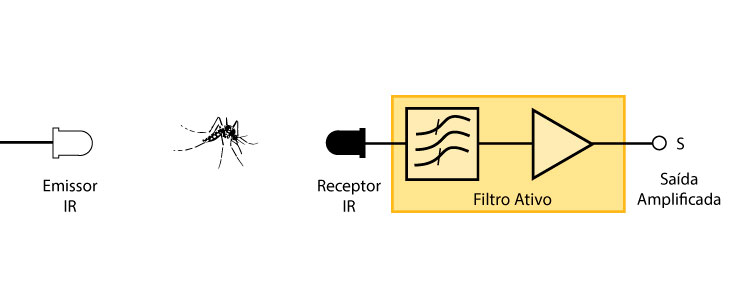 Emissor
IR
Receptor
IR
Filtro Ativo
S
Saída
Amplificada